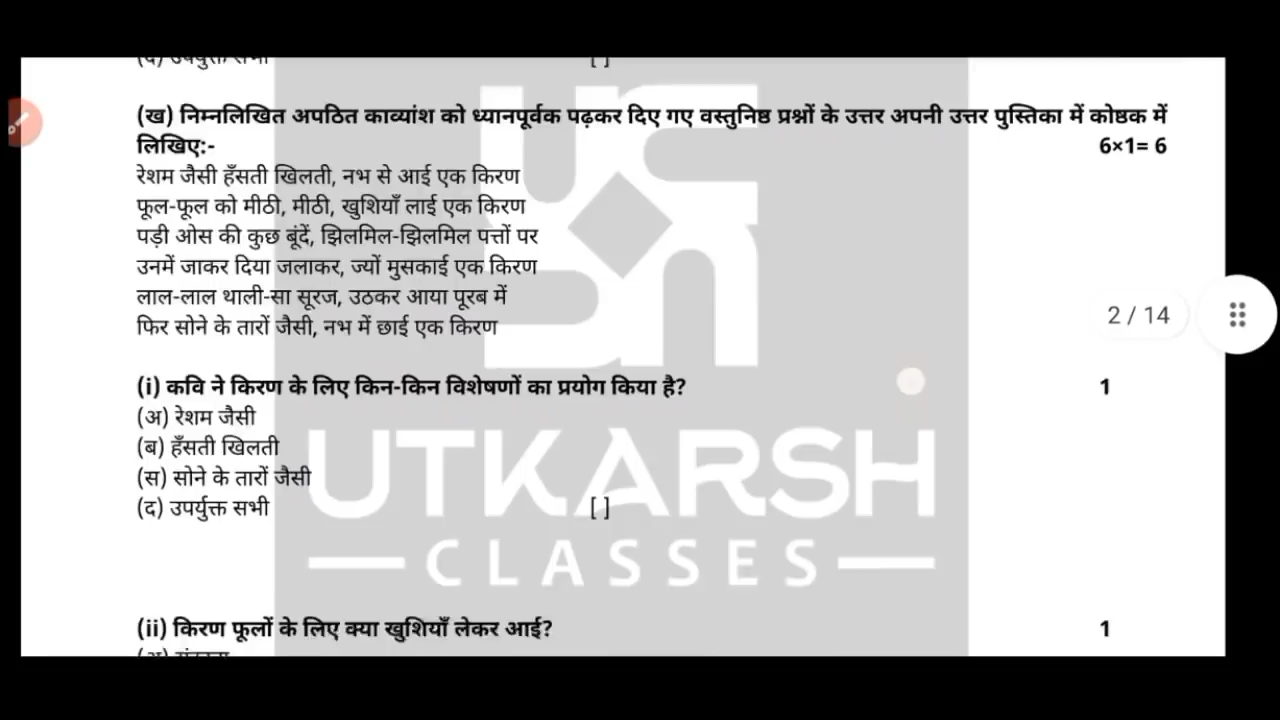 (द) उपर्युक्त सभी [ ]
(ख) निम्नलिखित अपठित काव्यांश को ध्यानपूर्वक पढ़कर दिए गए वस्तुनिष्ठ प्रश्नों के उत्तर अपनी उत्तर पुस्तिका में कोष्ठक में
लिखिए:- 6×1= 6
रेशम जैसी हँसती खिलती, नभ से आई एक किरण
फूल-फूल को मीठी, मीठी, खुशियाँ लाई एक किरण
पड़ी ओस की कुछ बूंदें, झिलमिल-झिलमिल पत्तों पर
उनमें जाकर दिया जलाकर, ज्यों मुसकाई एक किरण
लाल-लाल थाली-सा सूरज, उठकर आया पूरब में
फिर सोने के तारों जैसी, नभ में छाई एक किरण
2 / 14
(i) कवि ने किरण के लिए किन-किन विशेषणों का प्रयोग किया है? 1
(अ) रेशम जैसी
(ब) हँसती खिलती
(स) सोने के तारों जैसी
(द) उपर्युक्त सभी [ ]
UTKARSH
CLASSES
(ii) किरण फूलों के लिए क्या खुशियाँ लेकर आई? 1